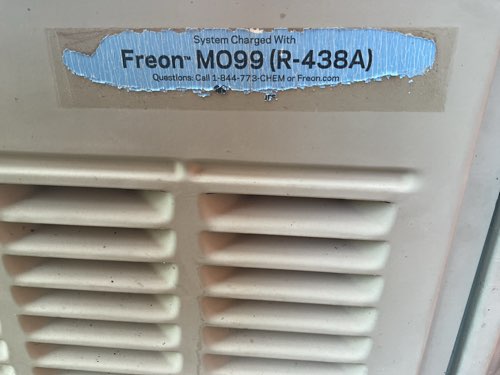 System Charged With
Freon™ MO99 (R-438A)
Questions: Call 1-844-773-CHEM or Freon.com